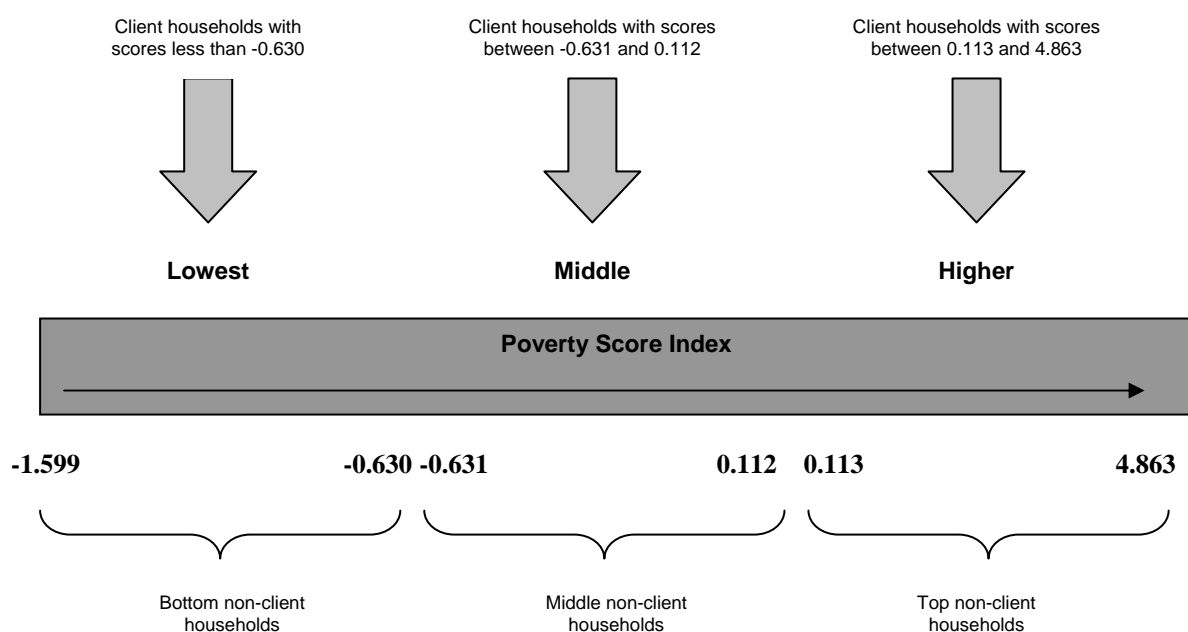 Client households with
scores less than -0.630
Client households with scores
between -0.631 and 0.112
Client households with scores
between 0.113 and 4.863
Lowest
Middle
Higher
Poverty Score Index
-1.599
-0.630
-0.631
0.112
0.113
4.863
Bottom non-client
households
Middle non-client
households
Top non-client
households